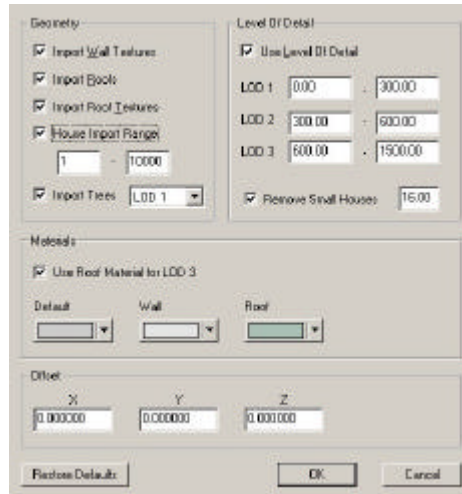 Geometry
Import Wall Textures
Import Roofs
Import Roof Textures
House Import Range
1 - 10000
Import Trees LOD 1
Level Of Detail
Use Level Of Detail
LOD 1 0.00 - 300.00
LOD 2 300.00 - 600.00
LOD 3 600.00 - 1500.00
Remove Small Houses 16.00
Materials
Use Roof Material for LOD 3
Default Wall Roof
Offset
X Y Z
0.000000 0.000000 0.000000
Restore Defaults OK Cancel